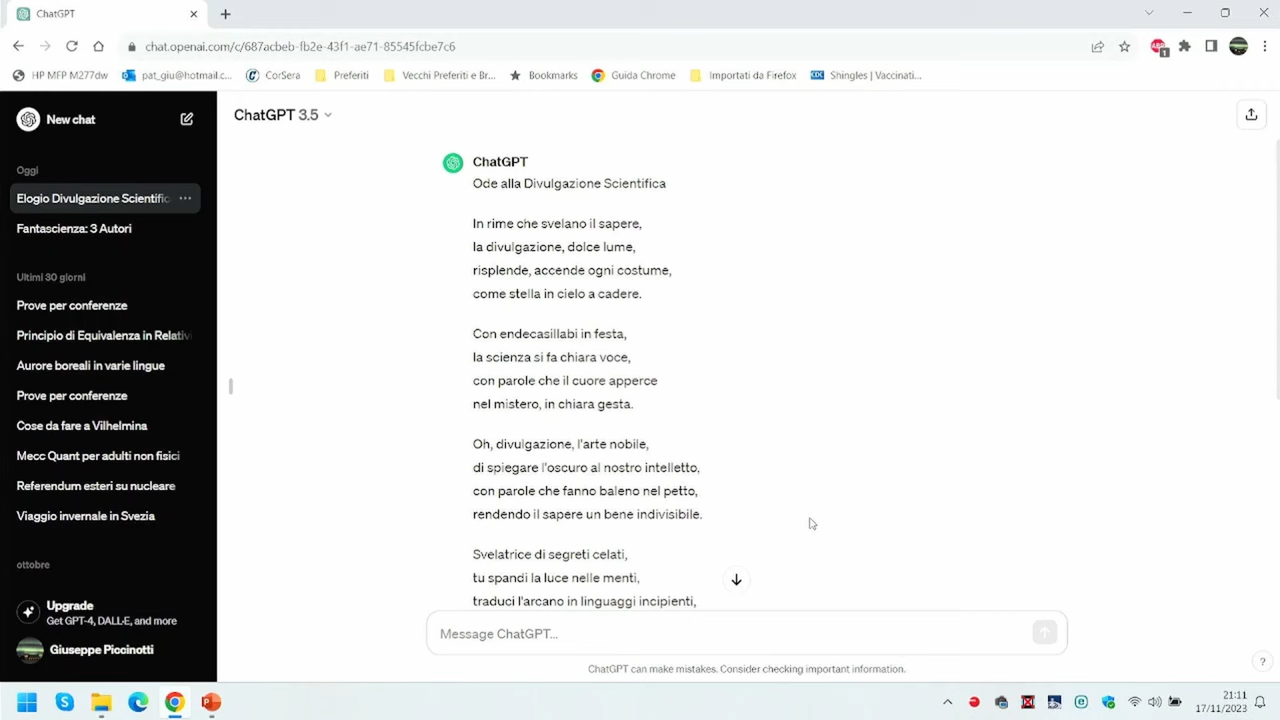 ChatGPT
chat.openai.com/c/687acbeb-fb2e-43f1-ae71-85545fcbe7c6
HP MFP M277dw
pat_giu@hotmail.c...
CorSera
Preferiti
Vecchi Preferiti e Br...
Bookmarks
Guida Chrome
Importati da Firefox
Shingles | Vaccinati...
New chat
Oggi
Elogio Divulgazione Scientific
Fantascienza: 3 Autori
Ultimi 30 giorni
Prove per conferenze
Principio di Equivalenza in Relativ
Aurore boreali in varie lingue
Prove per conferenze
Cose da fare a Vilhelmina
Mecc Quant per adulti non fisici
Referendum esteri su nucleare
Viaggio invernale in Svezia
ottobre
Upgrade
Get GPT-4, DALL·E, and more
Giuseppe Piccinotti
ChatGPT 3.5
ChatGPT
Ode alla Divulgazione Scientifica
In rime che svelano il sapere,
la divulgazione, dolce lume,
risplende, accende ogni costume,
come stella in cielo a cadere.
Con endecasillabi in festa,
la scienza si fa chiara voce,
con parole che il cuore apperce
nel mistero, in chiara gesta.
Oh, divulgazione, l'arte nobile,
di spiegare l'oscuro al nostro intelletto,
con parole che fanno baleno nel petto,
rendendo il sapere un bene indivisibile.
Svelatrice di segreti celati,
tu spandi la luce nelle menti,
traduci l'arcano in linguaggi incipienti,
Message ChatGPT...
ChatGPT can make mistakes. Consider checking important information.
?
21:11
17/11/2023